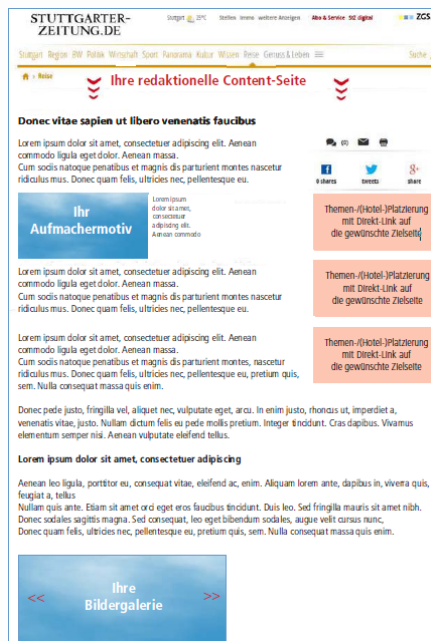 STUTTGARTER-
ZEITUNG.DE
Stuttgart 25°C Stellen Immo weitere Anzeigen Abo & Service StZ digital ZGS
Stuttgart Region BW Politik Wirtschaft Sport Panorama Kultur Wissen Reise Genuss & Leben Suche
Reise
Ihre redaktionelle Content-Seite
Donec vitae sapien ut libero venenatis faucibus
Lorem ipsum dolor sit amet, consectetuer adipiscing elit. Aenean
commodo ligula eget dolor. Aenean massa.
Cum sociis natoque penatibus et magnis dis parturient montes nascetur
ridiculus mus. Donec quam felis, ultricies nec, pellentesque eu.
(0)
0 shares tweets share
Ihr
Aufmachermotiv
Lorem ipsum
dolor sit amet,
consectetuer
adipiscing elit.
Aenean commodo
Themen-/(Hotel-)Platzierung
mit Direkt-Link auf
die gewünschte Zielseite
Lorem ipsum dolor sit amet, consectetuer adipiscing elit. Aenean
commodo ligula eget dolor. Aenean massa.
Cum sociis natoque penatibus et magnis dis parturient montes nascetur
ridiculus mus. Donec quam felis, ultricies nec, pellentesque eu.
Themen-/(Hotel-)Platzierung
mit Direkt-Link auf
die gewünschte Zielseite
Lorem ipsum dolor sit amet, consectetuer adipiscing elit. Aenean
commodo ligula eget dolor. Aenean massa.
Cum sociis natoque penatibus et magnis dis parturient montes, nascetur
ridiculus mus. Donec quam felis, ultricies nec, pellentesque eu, pretium quis,
sem. Nulla consequat massa quis enim.
Themen-/(Hotel-)Platzierung
mit Direkt-Link auf
die gewünschte Zielseite
Donec pede justo, fringilla vel, aliquet nec, vulputate eget, arcu. In enim justo, rhoncus ut, imperdiet a,
venenatis vitae, justo. Nullam dictum felis eu pede mollis pretium. Integer tincidunt. Cras dapibus. Vivamus
elementum semper nisi. Aenean vulputate eleifend tellus.
Lorem ipsum dolor sit amet, consectetuer adipiscing
Aenean leo ligula, porttitor eu, consequat vitae, eleifend ac, enim. Aliquam lorem ante, dapibus in, viverra quis,
feugiat a, tellus
Nullam quis ante. Etiam sit amet orci eget eros faucibus tincidunt. Duis leo. Sed fringilla mauris sit amet nibh.
Donec sodales sagittis magna. Sed consequat, leo eget bibendum sodales, augue velit cursus nunc,
Donec quam felis, ultricies nec, pellentesque eu, pretium quis, sem. Nulla consequat massa quis enim.
<< Ihre >>
Bildergalerie